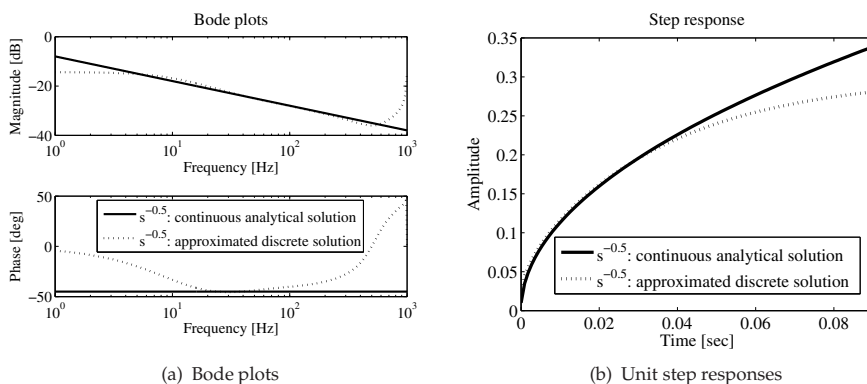 Bode plots
0
−20
−40
Magnitude [dB]
10^0
10^1
10^2
10^3
Frequency [Hz]
50
0
−50
Phase [deg]
s^−0.5: continuous analytical solution
s^−0.5: approximated discrete solution
10^0
10^1
10^2
10^3
Frequency [Hz]
(a) Bode plots
Step response
0.35
0.3
0.25
0.2
0.15
0.1
0.05
0
Amplitude
s^−0.5: continuous analytical solution
s^−0.5: approximated discrete solution
0
0.02
0.04
0.06
0.08
Time [sec]
(b) Unit step responses